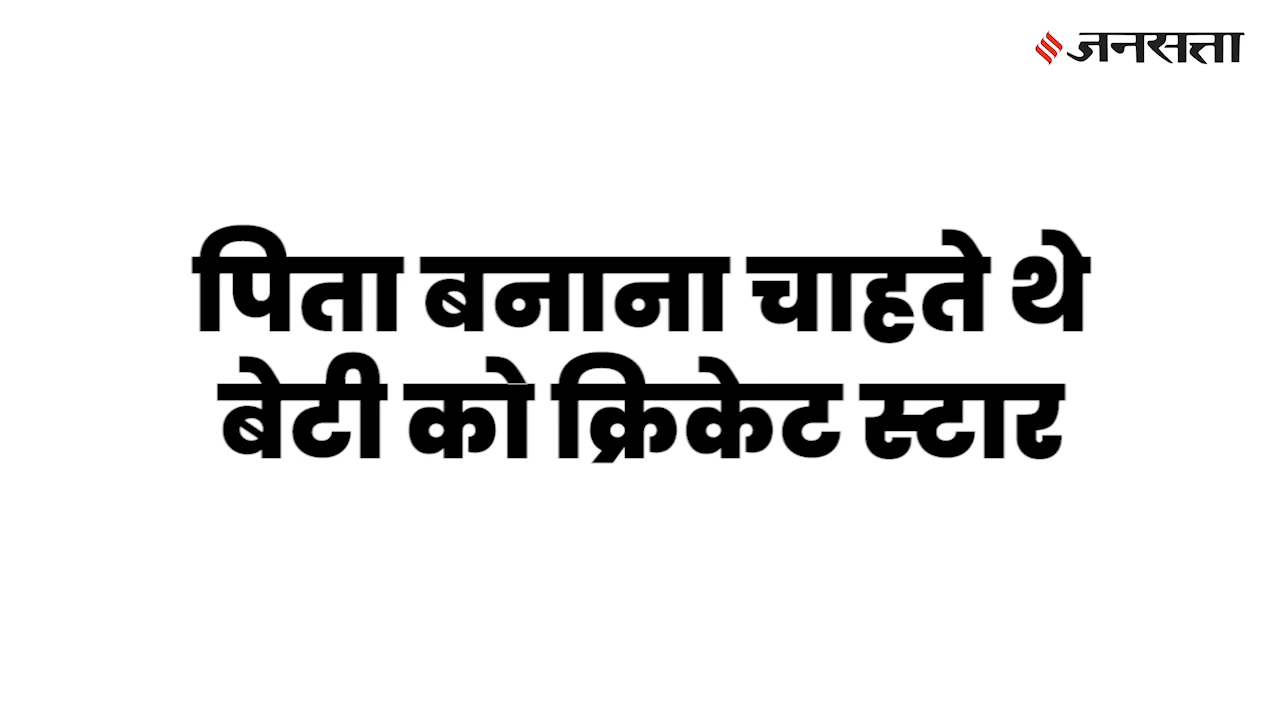 जनसत्ता
पिता बनाना चाहते थे
बेटी को क्रिकेट स्टार